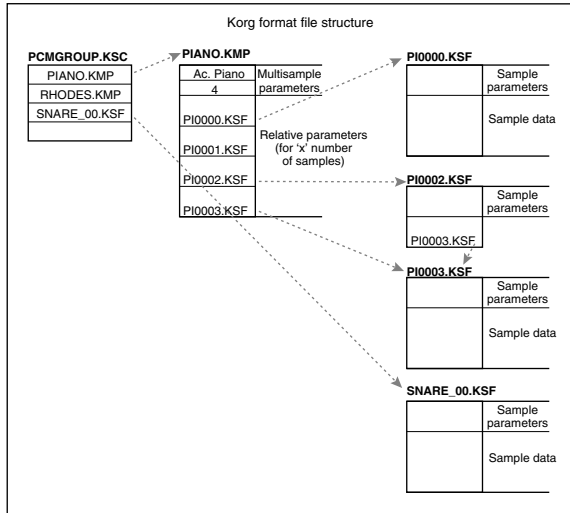 Korg format file structure
PCMGROUP.KSC
PIANO.KMP
RHODES.KMP
SNARE_00.KSF
PIANO.KMP
Ac. Piano
4
Multisample
parameters
PI0000.KSF
PI0001.KSF
PI0002.KSF
PI0003.KSF
Relative parameters
(for 'x' number
of samples)
PI0000.KSF
Sample
parameters
Sample data
PI0002.KSF
Sample
parameters
PI0003.KSF
PI0003.KSF
Sample
parameters
Sample data
SNARE_00.KSF
Sample
parameters
Sample data